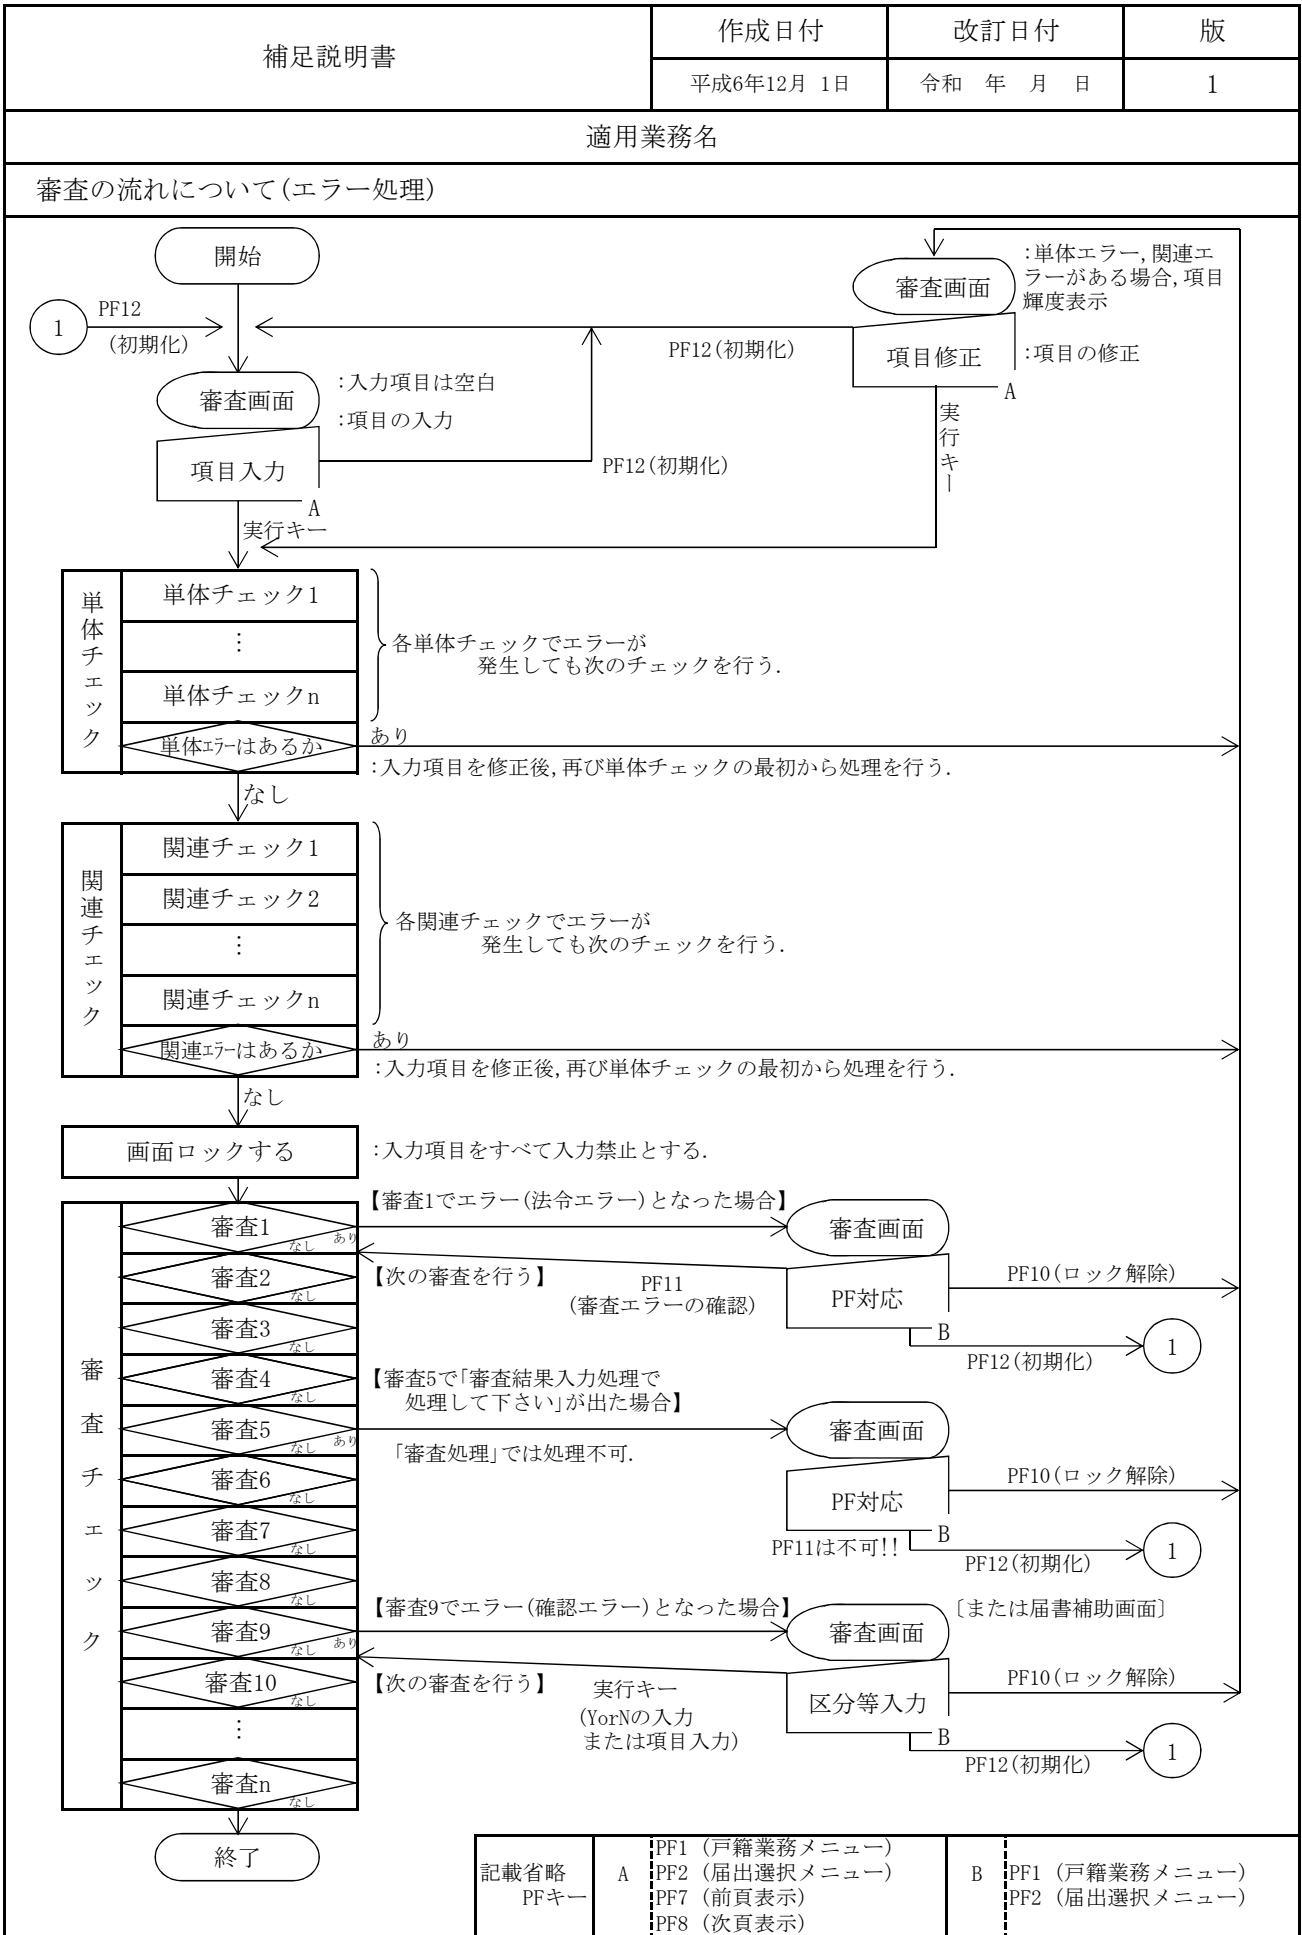 補足説明書
作成日付
改訂日付
版
平成6年12月 1日
令和　年　月　日
1
適用業務名
審査の流れについて(エラー処理)
開始
1
PF12
(初期化)
審査画面
:入力項目は空白
:項目の入力
項目入力
A
PF12(初期化)
実行キー
審査画面
:単体エラー,関連エ
ラーがある場合,項目
輝度表示
項目修正
:項目の修正
A
PF12(初期化)
実行キー
単体チェック
単体チェック1
⋮
単体チェックn
各単体チェックでエラーが
発生しても次のチェックを行う.
単体エラーはあるか
あり
:入力項目を修正後,再び単体チェックの最初から処理を行う.
なし
関連チェック
関連チェック1
関連チェック2
⋮
関連チェックn
各関連チェックでエラーが
発生しても次のチェックを行う.
関連エラーはあるか
あり
:入力項目を修正後,再び単体チェックの最初から処理を行う.
なし
画面ロックする
:入力項目をすべて入力禁止とする.
審査チェック
審査1
なし
あり
【審査1でエラー(法令エラー)となった場合】
審査画面
審査2
なし
【次の審査を行う】
PF11
(審査エラーの確認)
PF対応
B
PF10(ロック解除)
PF12(初期化)
1
審査3
なし
審査4
なし
【審査5で｢審査結果入力処理で
処理して下さい｣が出た場合】
審査5
なし
あり
｢審査処理｣では処理不可.
審査画面
審査6
なし
PF対応
B
PF10(ロック解除)
PF11は不可!!
PF12(初期化)
1
審査7
なし
審査8
なし
【審査9でエラー(確認エラー)となった場合】
審査9
なし
あり
審査画面
〔または届書補助画面〕
審査10
なし
【次の審査を行う】
実行キー
(YorNの入力
または項目入力)
区分等入力
B
PF10(ロック解除)
PF12(初期化)
1
⋮
審査n
なし
終了
記載省略
PFキー
A
PF1 (戸籍業務メニュー)
PF2 (届出選択メニュー)
PF7 (前頁表示)
PF8 (次頁表示)
B
PF1 (戸籍業務メニュー)
PF2 (届出選択メニュー)